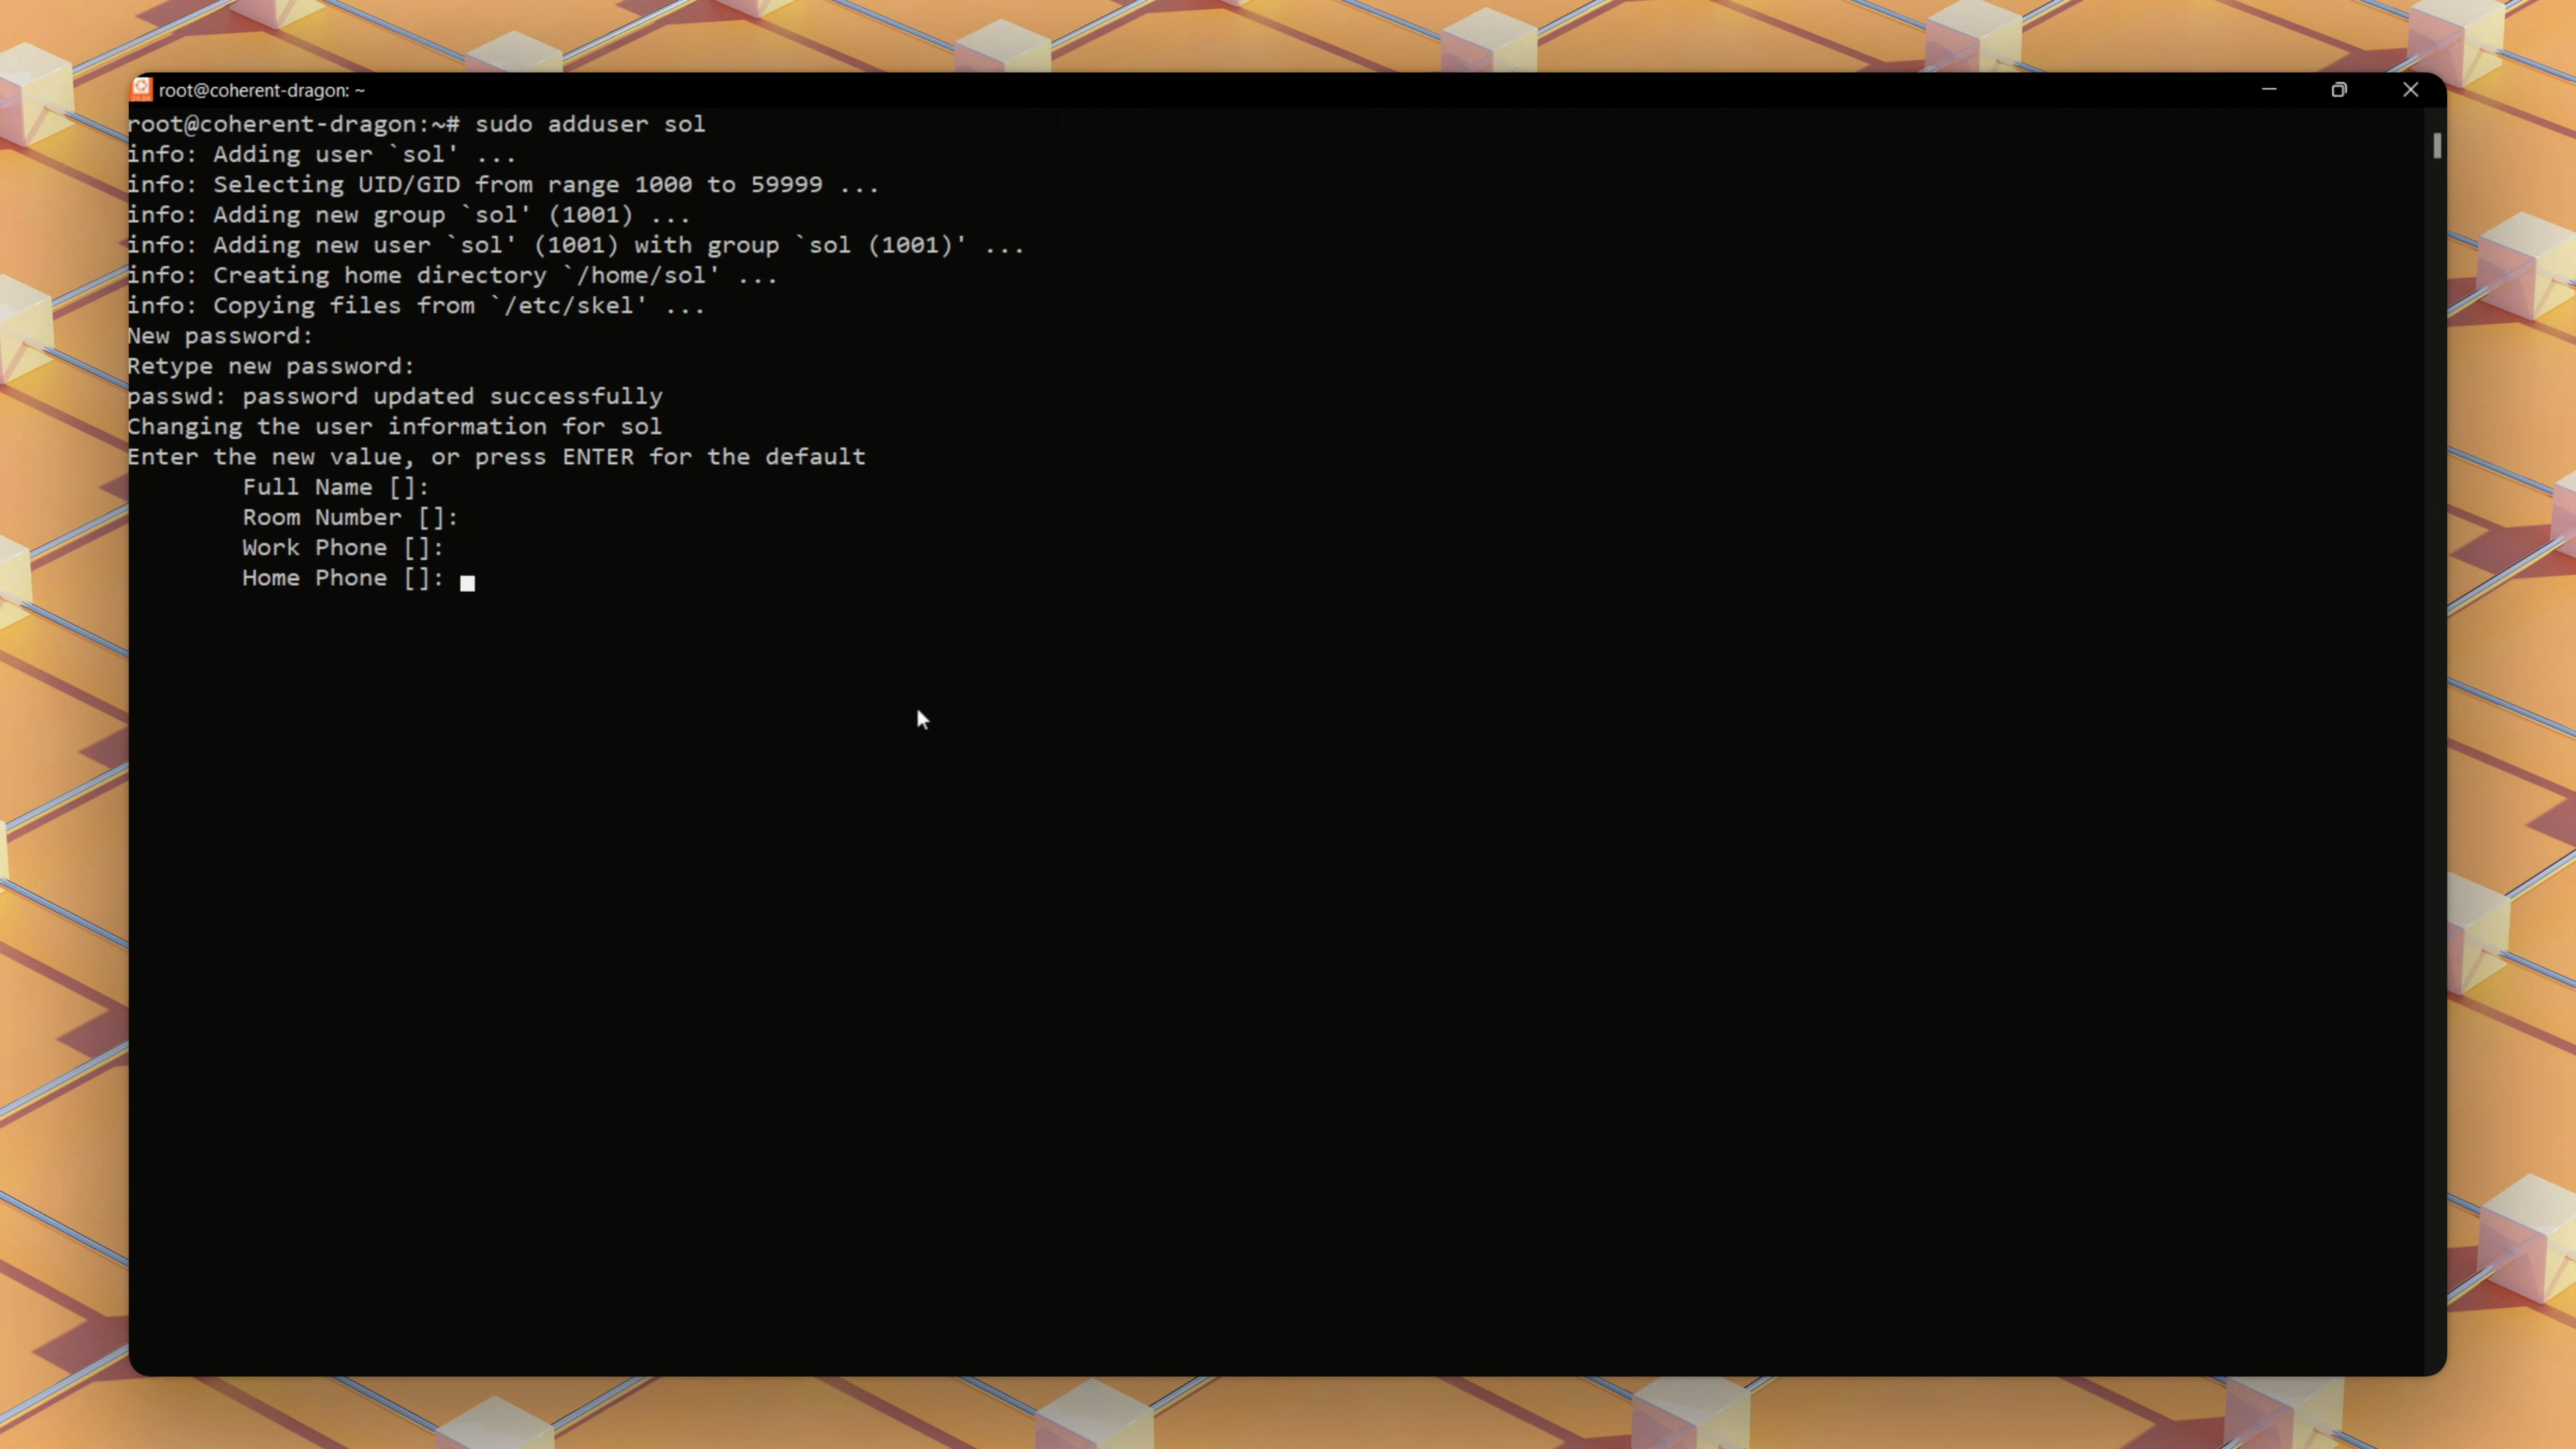 root@coherent-dragon: ~
root@coherent-dragon:~# sudo adduser sol
info: Adding user `sol' ...
info: Selecting UID/GID from range 1000 to 59999 ...
info: Adding new group `sol' (1001) ...
info: Adding new user `sol' (1001) with group `sol (1001)' ...
info: Creating home directory `/home/sol' ...
info: Copying files from `/etc/skel' ...
New password:
Retype new password:
passwd: password updated successfully
Changing the user information for sol
Enter the new value, or press ENTER for the default
Full Name []:
Room Number []:
Work Phone []:
Home Phone []: